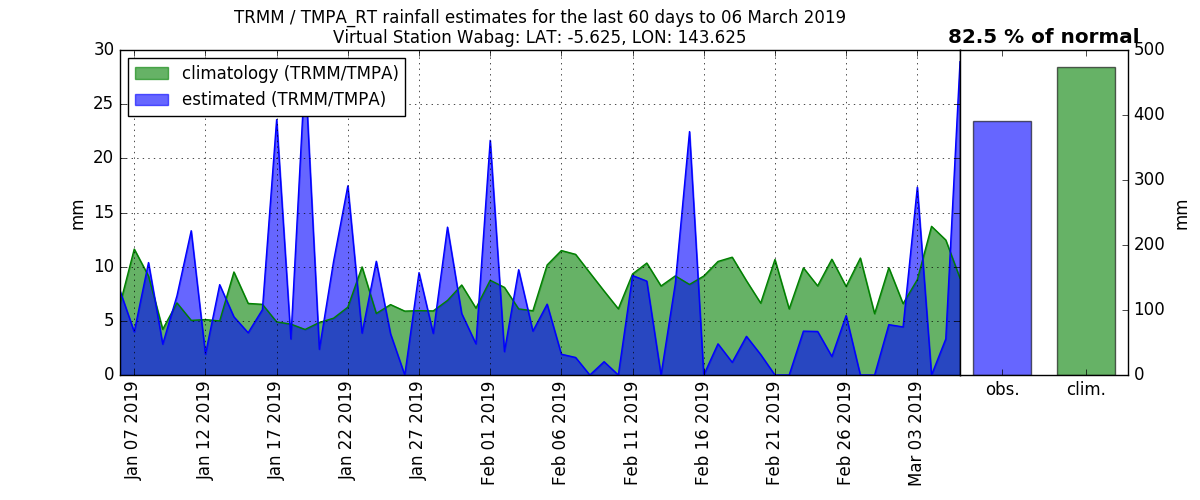 TRMM / TMPA_RT rainfall estimates for the last 60 days to 06 March 2019
Virtual Station Wabag: LAT: -5.625, LON: 143.625
82.5 % of normal
climatology (TRMM/TMPA)
estimated (TRMM/TMPA)
30
25
20
15
10
5
0
mm
500
400
300
200
100
0
mm
Jan 07 2019
Jan 12 2019
Jan 17 2019
Jan 22 2019
Jan 27 2019
Feb 01 2019
Feb 06 2019
Feb 11 2019
Feb 16 2019
Feb 21 2019
Feb 26 2019
Mar 03 2019
obs.
clim.